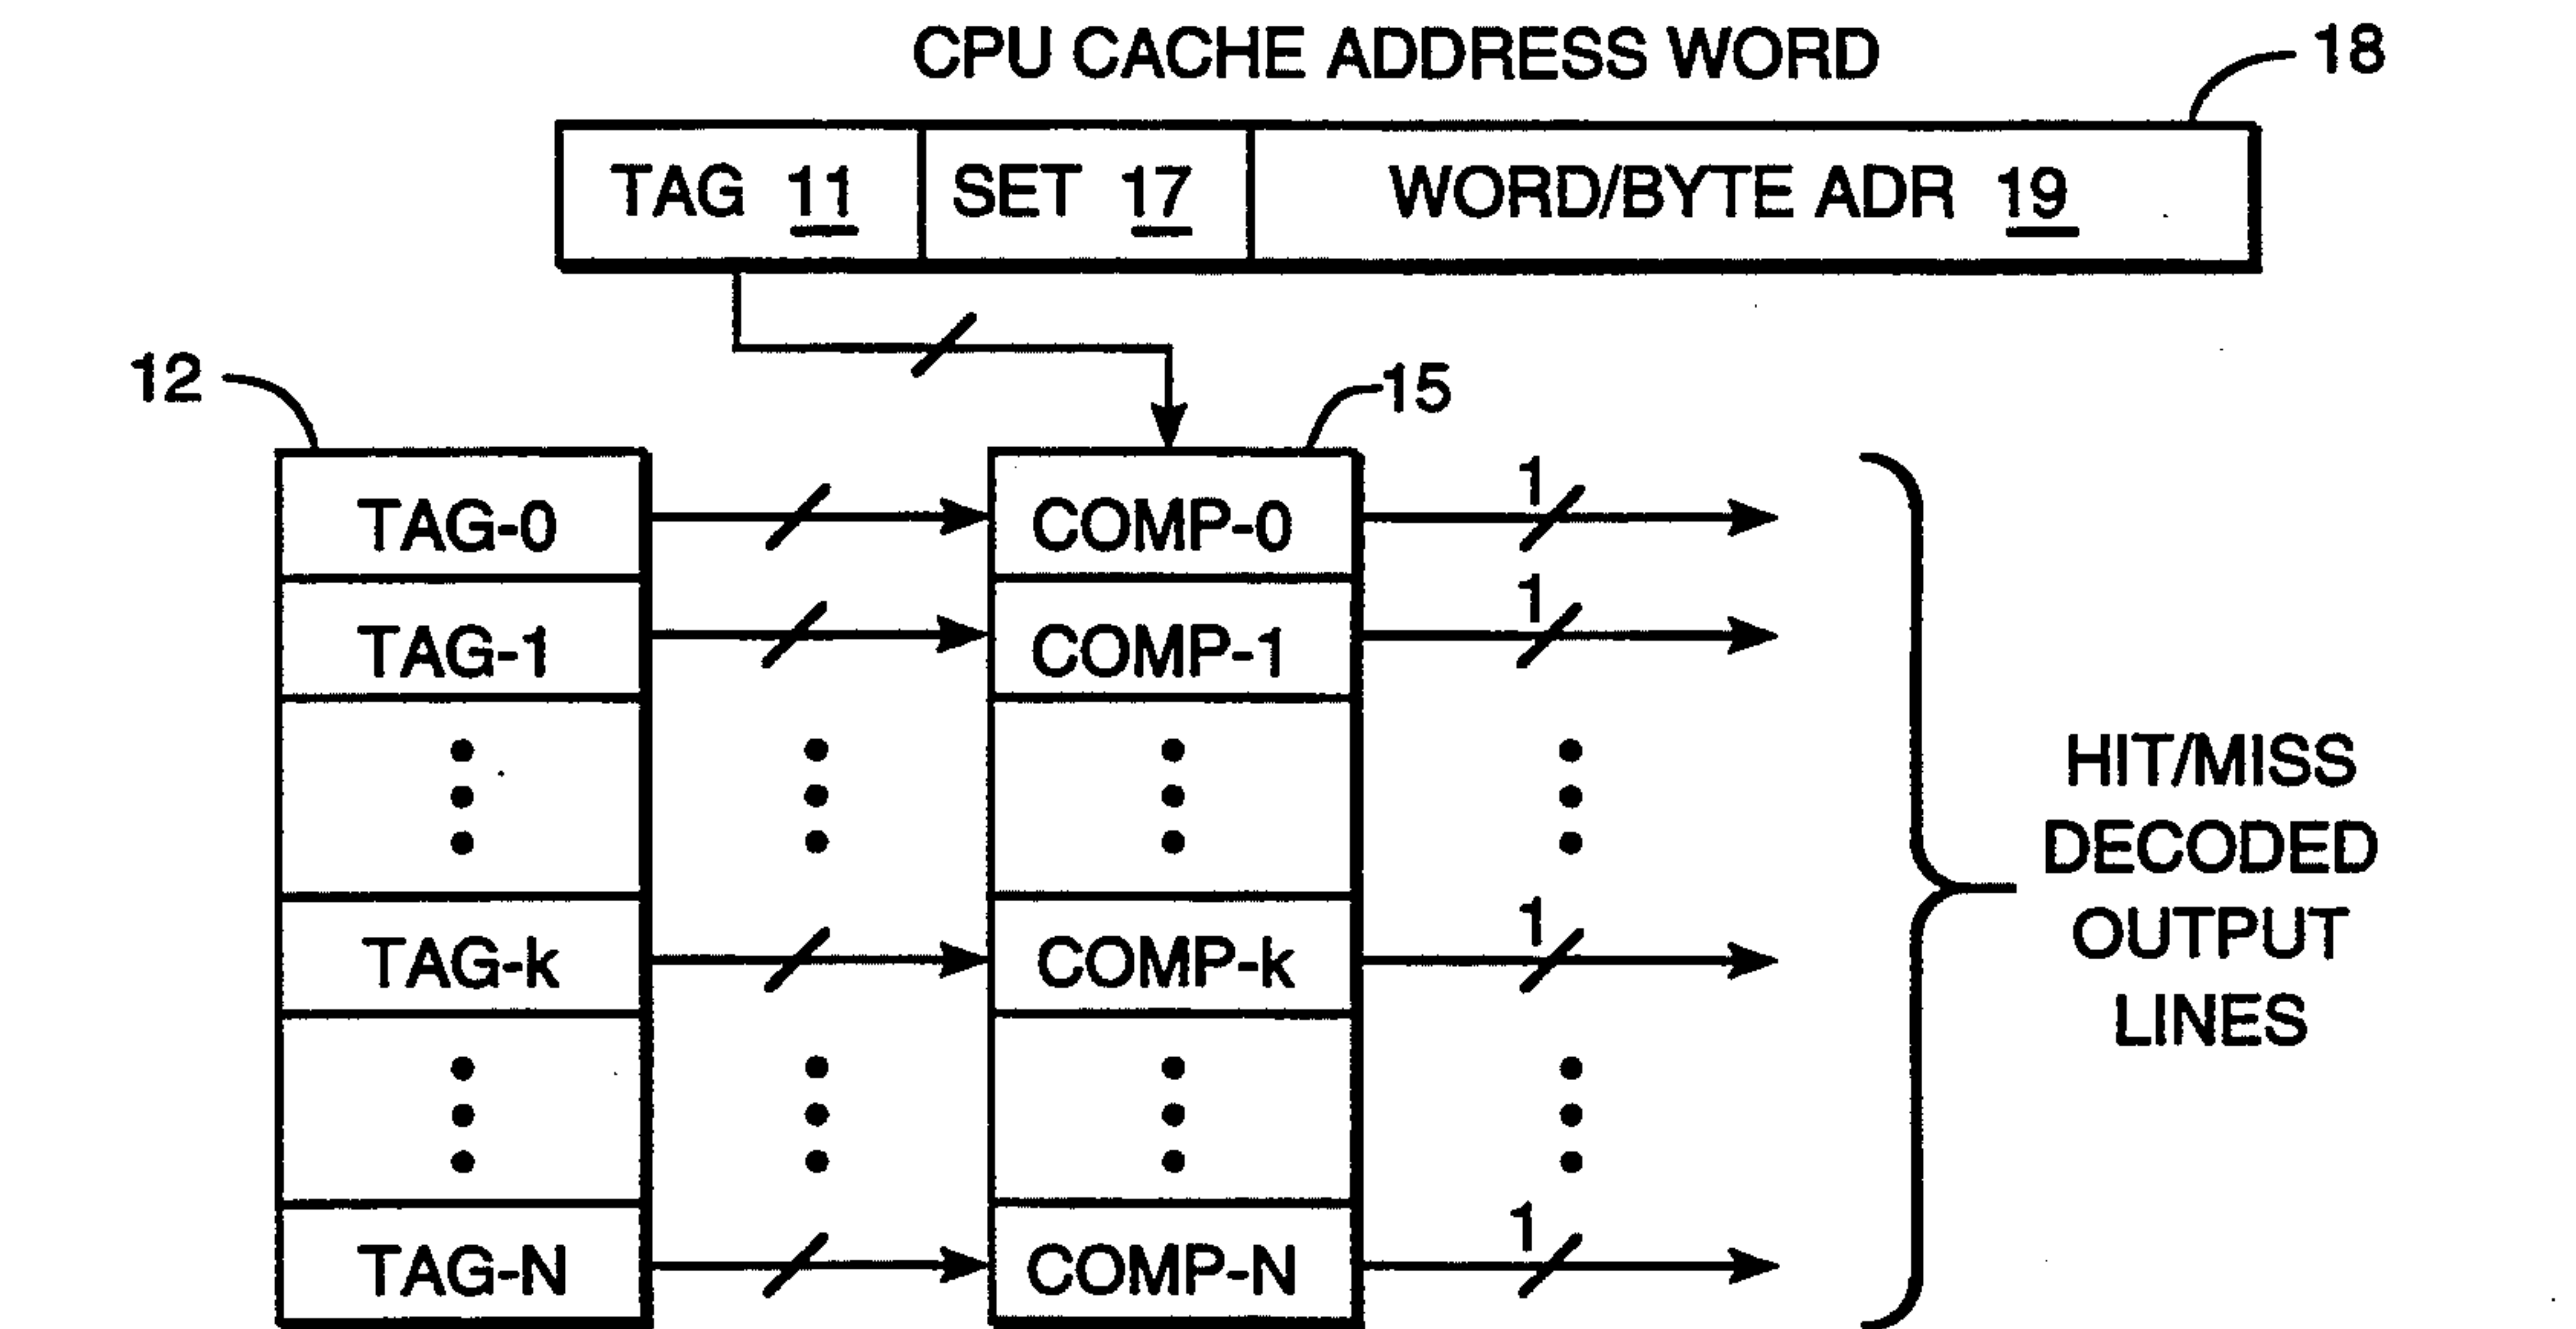 CPU CACHE ADDRESS WORD
18
TAG 11 SET 17 WORD/BYTE ADR 19
12
15
TAG-0 COMP-0 1
TAG-1 COMP-1 1
TAG-k COMP-k 1
TAG-N COMP-N 1
HIT/MISS
DECODED
OUTPUT
LINES